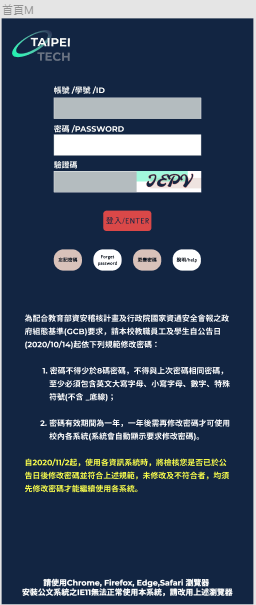 首頁M
TAIPEI
TECH
帳號 /學號 /ID
密碼 /PASSWORD
驗證碼
JEPV
登入/ENTER
忘記密碼
Forget
password
更衝密碼
說明/help
為配合教育部資安稽核計畫及行政院國家資通安全會報之政
府組態基準(GCB)要求，請本校教職員工及學生自公告日
(2020/10/14)起依下列規範修改密碼：
1. 密碼不得少於8碼密碼，不得與上次密碼相同密碼，
至少必須包含英文大寫字母、小寫字母、數字、特殊
符號(不含 _底線)；
2. 密碼有效期間為一年，一年後需再修改密碼才可使用
校內各系統(系統會自動顯示要求修改密碼)。
自2020/11/2起，使用各資訊系統時，將檢核您是否已於公
告日後修改密碼並符合上述規範，未修改及不符合者，均須
先修改密碼才能繼續使用各系統。
請使用Chrome, Firefox, Edge,Safari 瀏覽器
安裝公文系統之IE11無法正常使用本系統，請改用上述瀏覽器